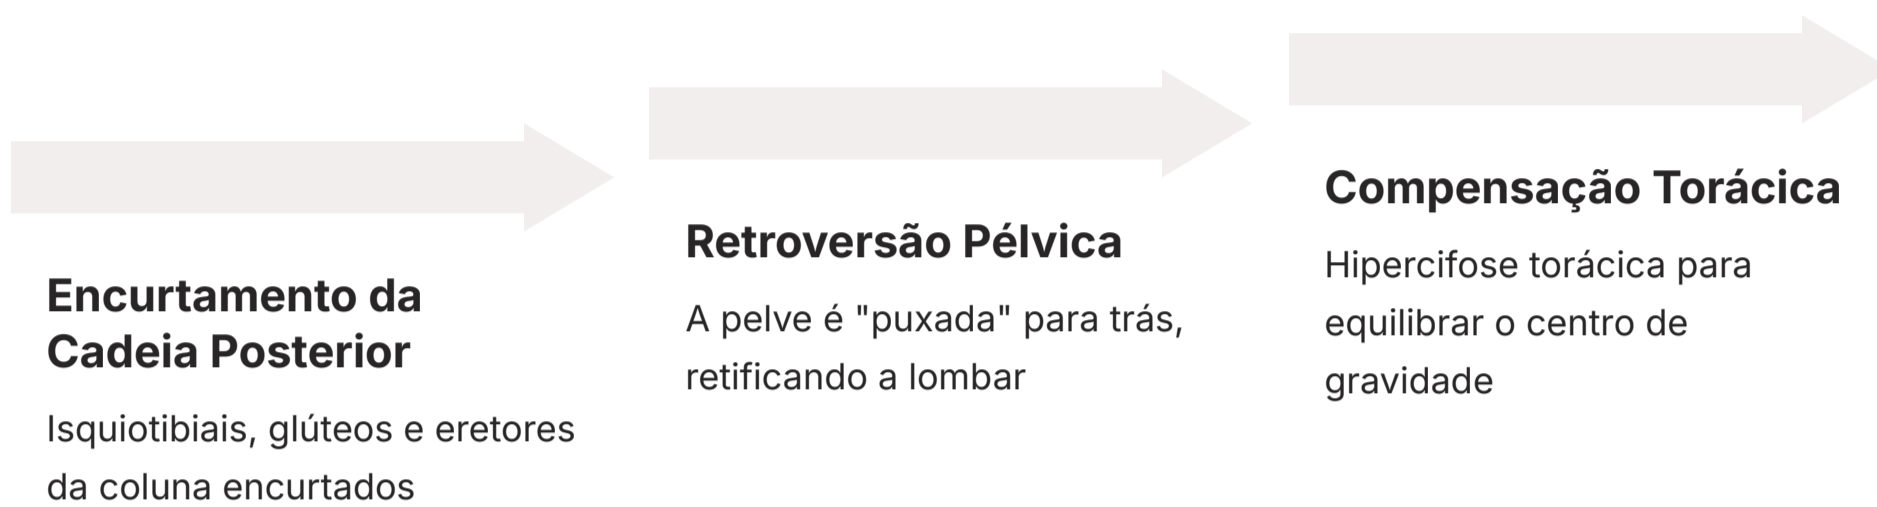 Encurtamento da
Cadeia Posterior
Isquiotibiais, glúteos e eretores
da coluna encurtados
Retroversão Pélvica
A pelve é "puxada" para trás,
retificando a lombar
Compensação Torácica
Hipercifose torácica para
equilibrar o centro de
gravidade